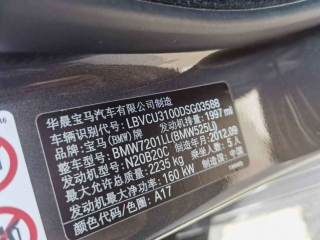 华晨宝马汽车有限公司制造
车辆识别代号: LBVCU3100DSG03588
品牌: 宝马(BMW)牌 发动机排量: 1997 ml
整车型号: BMW7201LL(BMW525Li)
发动机型号: N20B20C 制造年月: 2012.09
最大允许总质量: 2235 kg 乘坐人数: 5人
发动机最大净功率: 160 kW 制造国: 中国
颜色代码/色号: A17